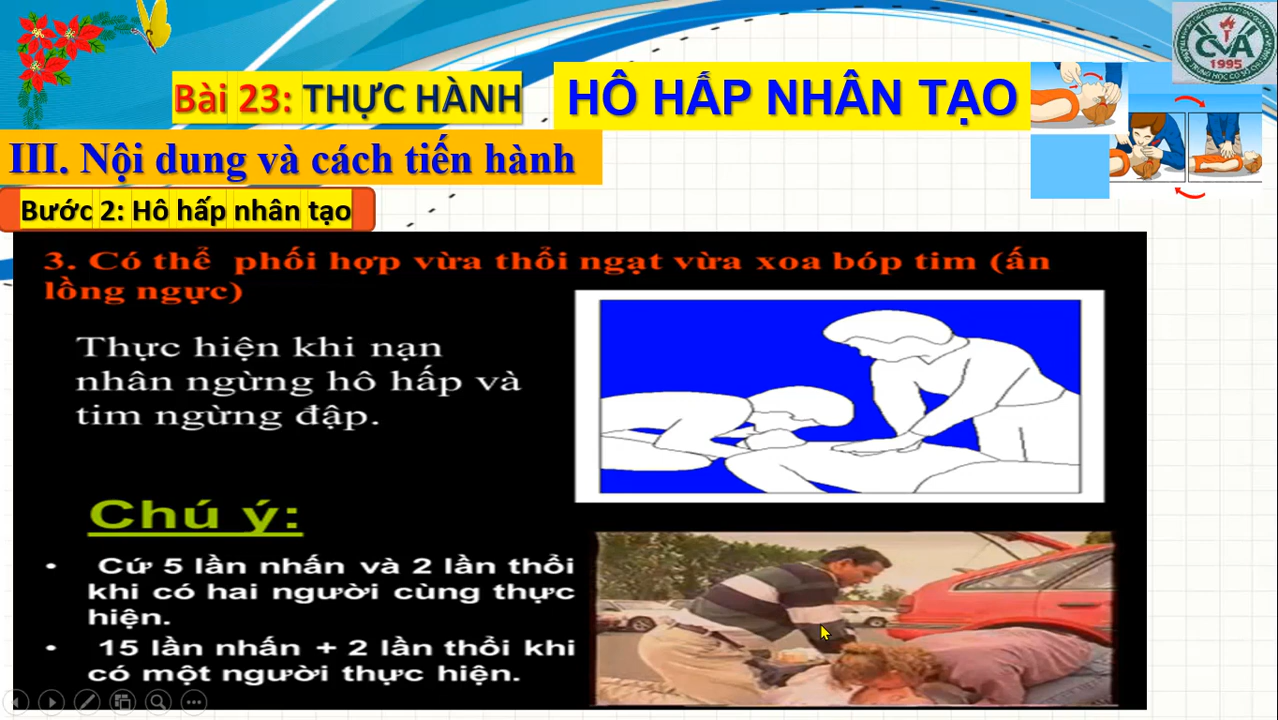 Bài 23: THỰC HÀNH
HÔ HẤP NHÂN TẠO
CVA
1995
III. Nội dung và cách tiến hành
Bước 2: Hô hấp nhân tạo
3. Có thể phối hợp vừa thổi ngạt vừa xoa bóp tim (ấn
lồng ngực)
Thực hiện khi nạn
nhân ngừng hô hấp và
tim ngừng đập.
Chú ý:
• Cứ 5 lần nhấn và 2 lần thổi
khi có hai người cùng thực
hiện.
• 15 lần nhấn + 2 lần thổi khi
có một người thực hiện.